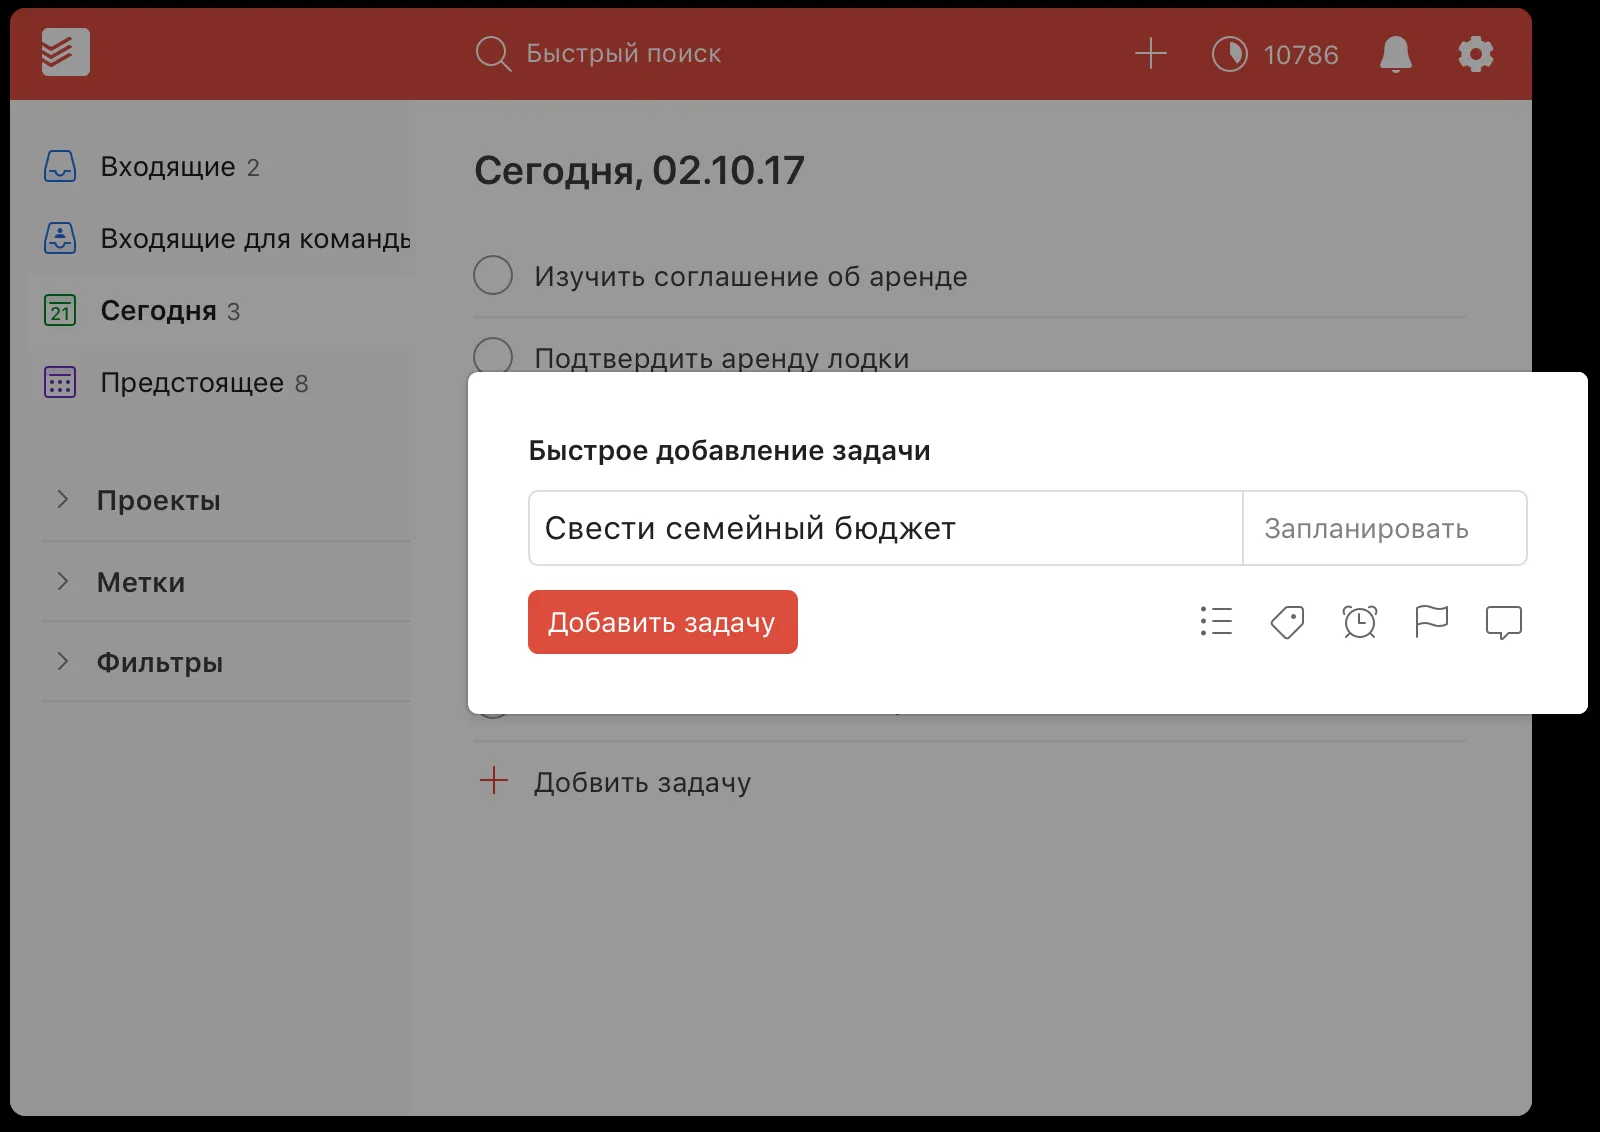 Быстрый поиск
10786
Входящие 2
Входящие для команды
21 Сегодня 3
Предстоящее 8
Проекты
Метки
Фильтры
Сегодня, 02.10.17
Изучить соглашение об аренде
Подтвердить аренду лодки
Быстрое добавление задачи
Свести семейный бюджет
Запланировать
Добавить задачу
Добвить задачу